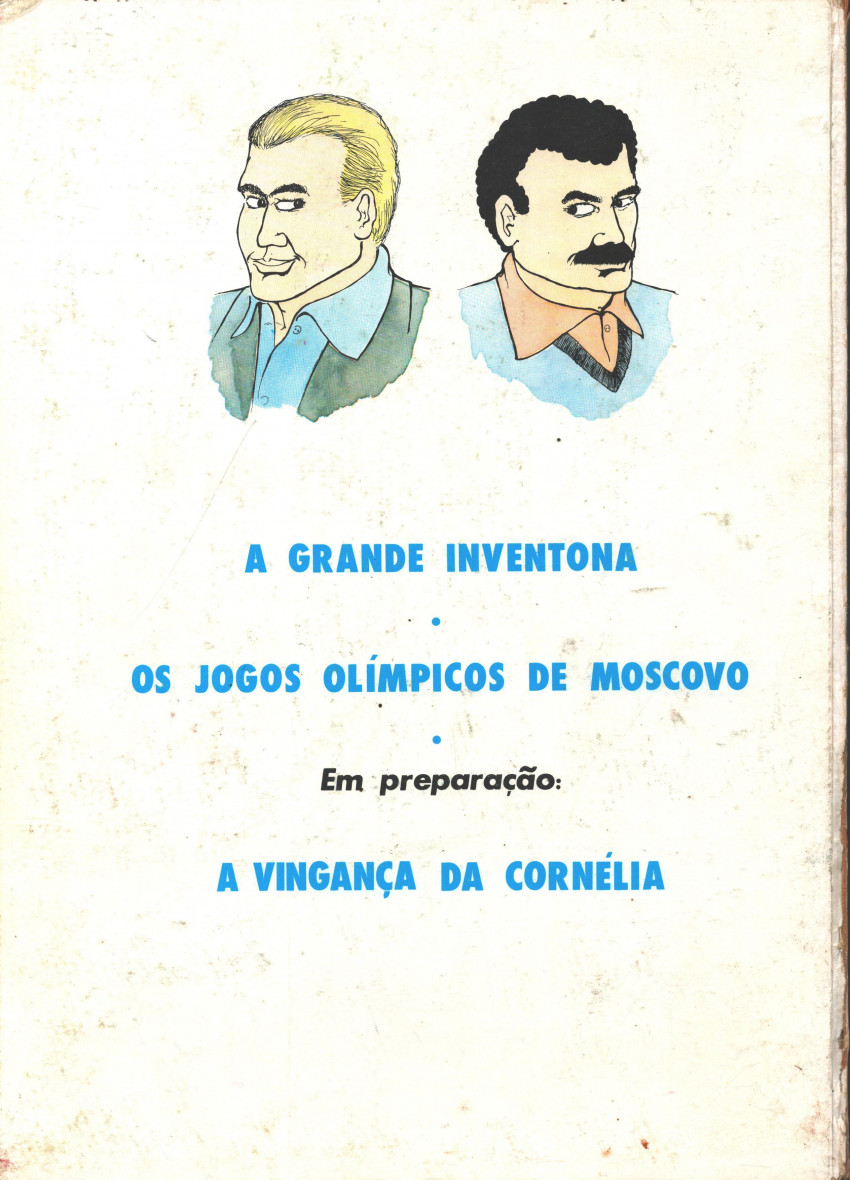 A GRANDE INVENTONA
•
OS JOGOS OLÍMPICOS DE MOSCOVO
•
Em preparação:
A VINGANÇA DA CORNÉLIA